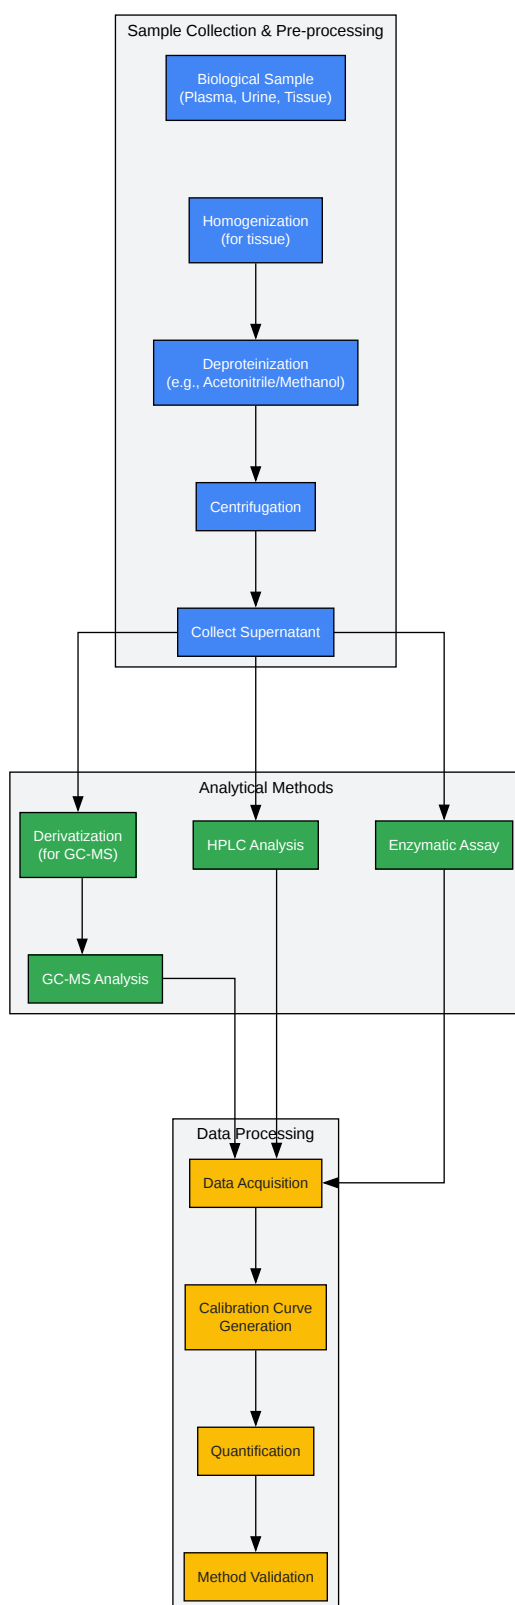 Sample Collection & Pre-processing
Biological Sample
(Plasma, Urine, Tissue)
Homogenization
(for tissue)
Deproteinization
(e.g., Acetonitrile/Methanol)
Centrifugation
Collect Supernatant
Analytical Methods
Derivatization
(for GC-MS)
HPLC Analysis
Enzymatic Assay
GC-MS Analysis
Data Processing
Data Acquisition
Calibration Curve
Generation
Quantification
Method Validation